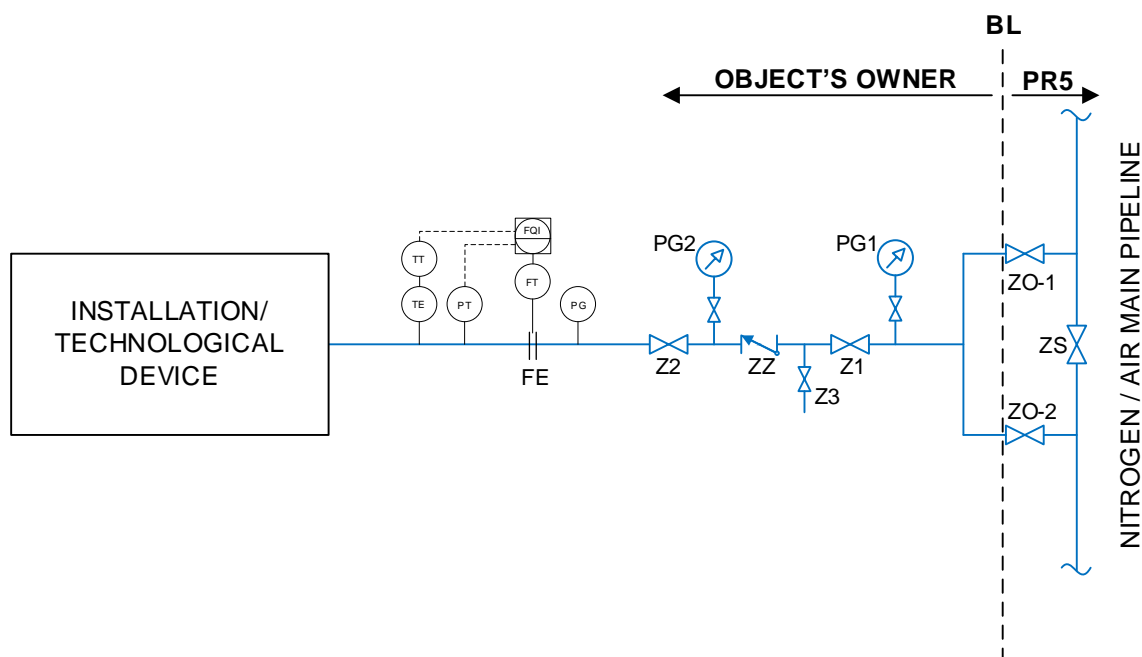 BL
OBJECT'S OWNER
PR5
FQI
PG2
PG1
TT
FT
TE
PT
PG
ZO-1
INSTALLATION/
TECHNOLOGICAL
DEVICE
ZS
FE
Z2
ZZ
Z1
Z3
ZO-2
NITROGEN / AIR MAIN PIPELINE